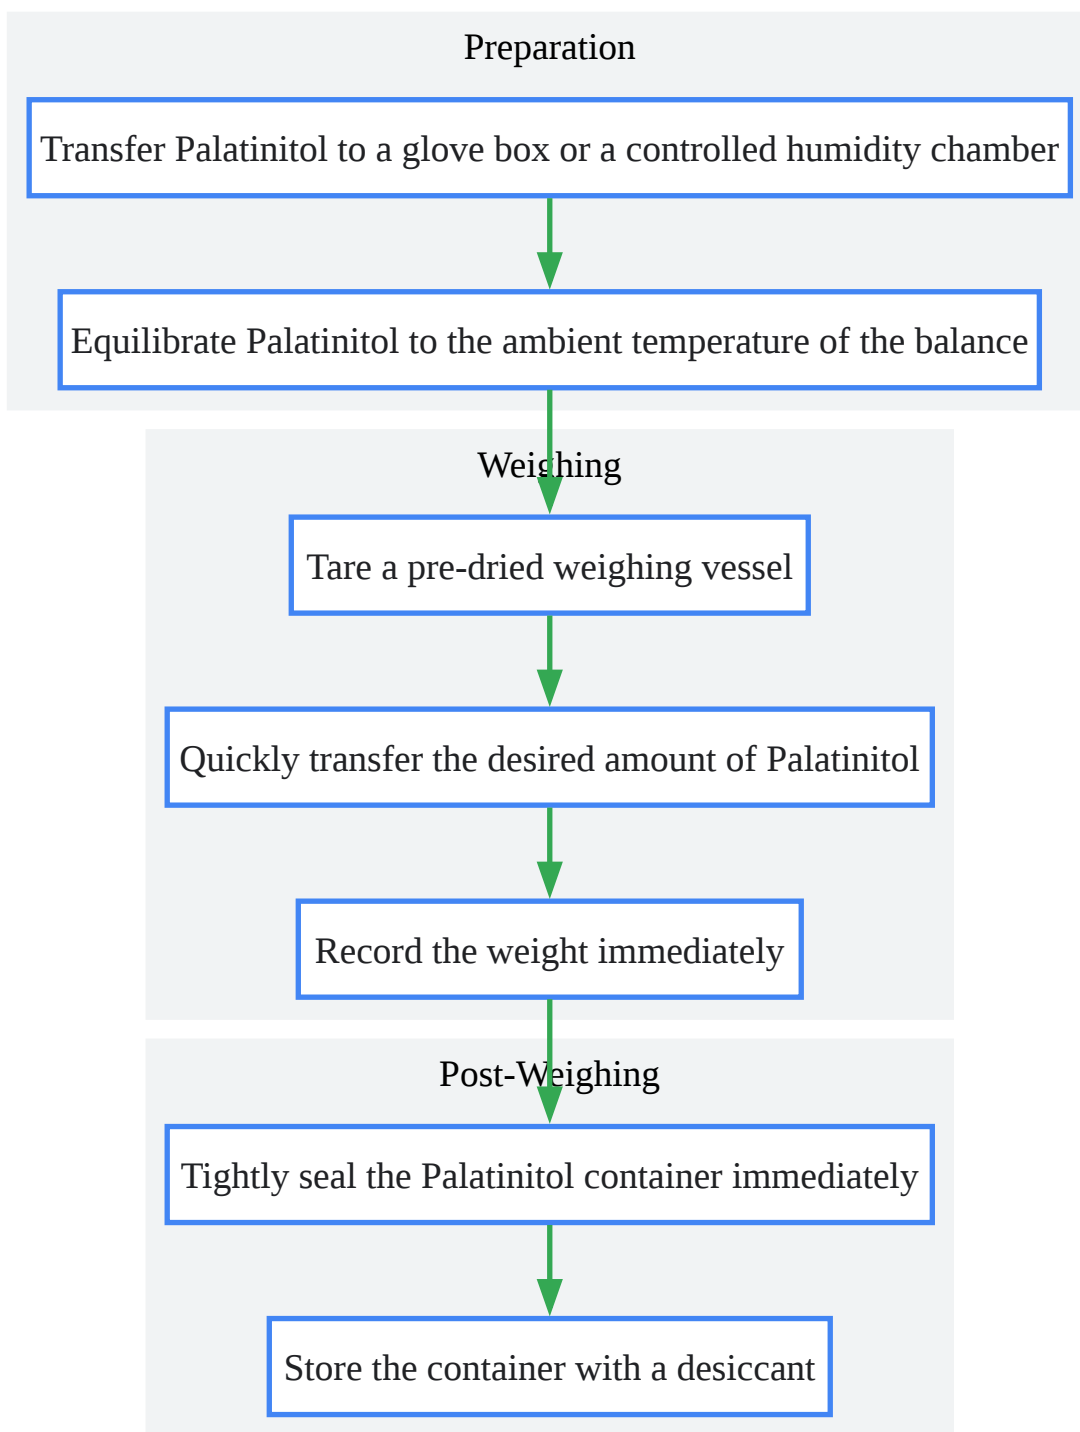 Preparation
Transfer Palatinitol to a glove box or a controlled humidity chamber
Equilibrate Palatinitol to the ambient temperature of the balance
Weighing
Tare a pre-dried weighing vessel
Quickly transfer the desired amount of Palatinitol
Record the weight immediately
Post-Weighing
Tightly seal the Palatinitol container immediately
Store the container with a desiccant